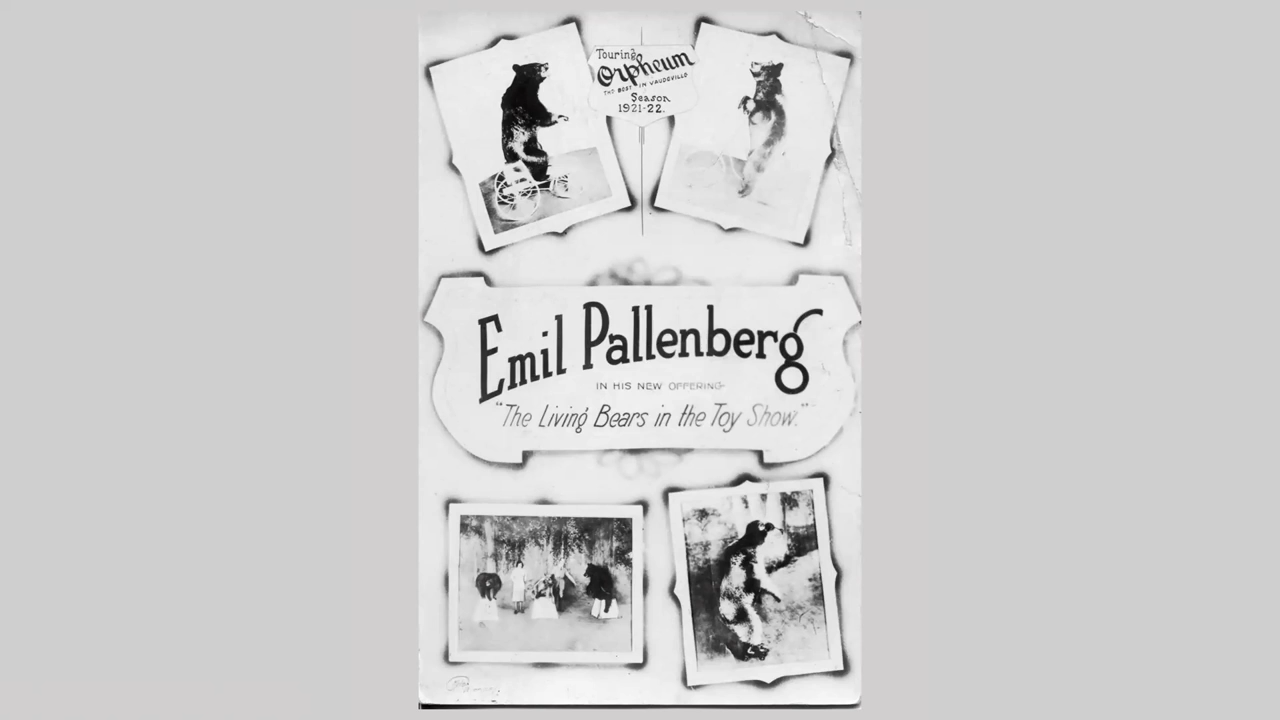 Touring
Orpheum
THE BEST IN VAUDEVILLE
Season
1921-22.
Emil Pallenberg
IN HIS NEW OFFERING-
"The Living Bears in the Toy Show."